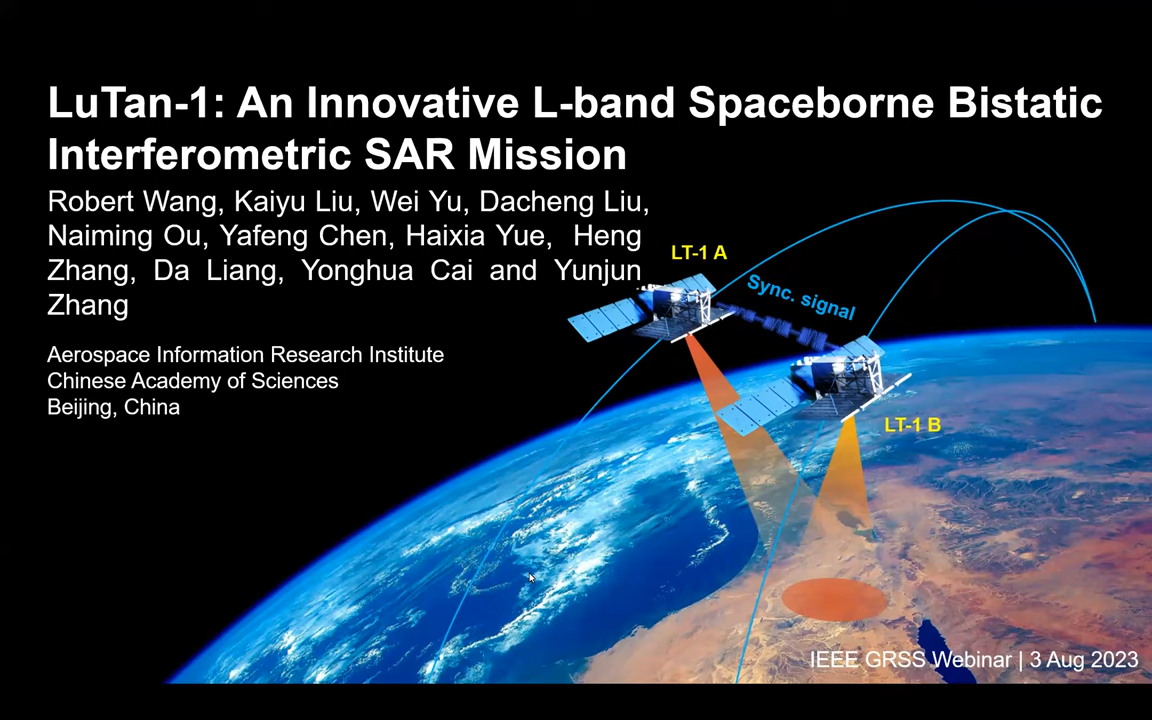 LuTan-1: An Innovative L-band Spaceborne Bistatic
Interferometric SAR Mission
Robert Wang, Kaiyu Liu, Wei Yu, Dacheng Liu,
Naiming Ou, Yafeng Chen, Haixia Yue, Heng
Zhang, Da Liang, Yonghua Cai and Yunjun
Zhang
Aerospace Information Research Institute
Chinese Academy of Sciences
Beijing, China
LT-1 A
Sync. signal
LT-1 B
IEEE GRSS Webinar | 3 Aug 2023